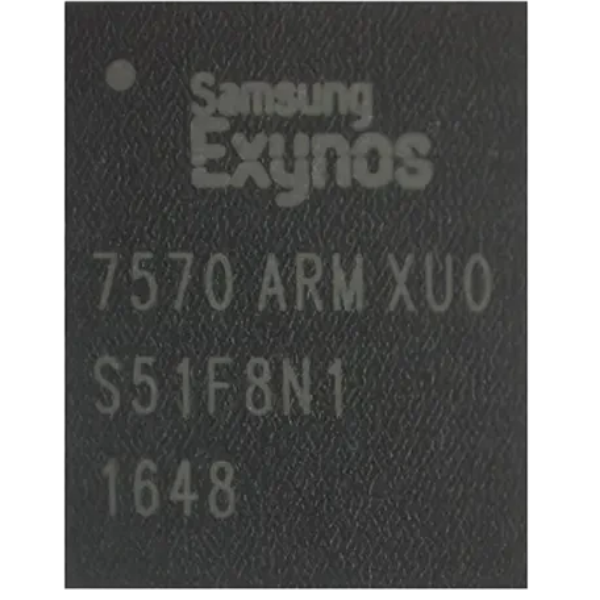 Samsung
Exynos
7570 ARM XU0
S51F8N1
1648